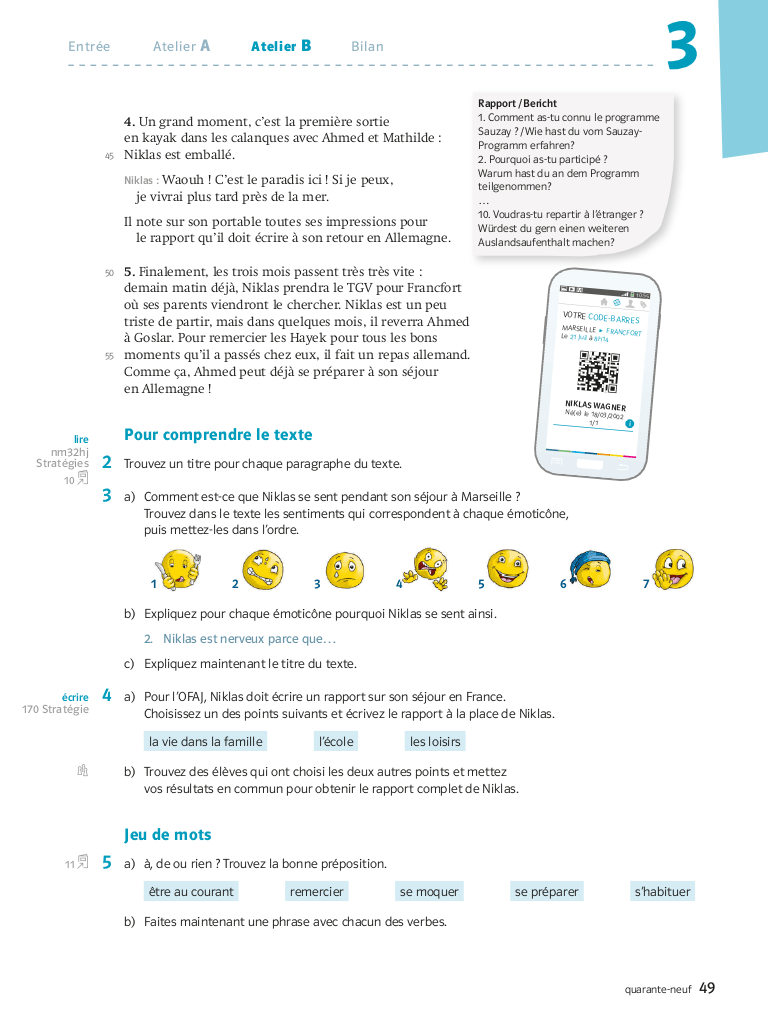 Entrée Atelier A Atelier B Bilan
3
4. Un grand moment, c’est la première sortie
en kayak dans les calanques avec Ahmed et Mathilde :
45 Niklas est emballé.
Niklas : Waouh ! C’est le paradis ici ! Si je peux,
je vivrai plus tard près de la mer.
Il note sur son portable toutes ses impressions pour
le rapport qu’il doit écrire à son retour en Allemagne.
50 5. Finalement, les trois mois passent très très vite :
demain matin déjà, Niklas prendra le TGV pour Francfort
où ses parents viendront le chercher. Niklas est un peu
triste de partir, mais dans quelques mois, il reverra Ahmed
à Goslar. Pour remercier les Hayek pour tous les bons
55 moments qu’il a passés chez eux, il fait un repas allemand.
Comme ça, Ahmed peut déjà se préparer à son séjour
en Allemagne !
Rapport / Bericht
1. Comment as-tu connu le programme
Sauzay ? / Wie hast du vom Sauzay-
Programm erfahren?
2. Pourquoi as-tu participé ?
Warum hast du an dem Programm
teilgenommen?
…
10. Voudras-tu repartir à l’étranger ?
Würdest du gern einen weiteren
Auslandsaufenthalt machen?
VOTRE CODE-BARRES
MARSEILLE ▸ FRANCFORT
Le 21 Juil à 8h14
NIKLAS WAGNER
Né(e) le 18/03/2002
1/1
Pour comprendre le texte
lire
nm32hj
Stratégies
10
2 Trouvez un titre pour chaque paragraphe du texte.
3 a) Comment est-ce que Niklas se sent pendant son séjour à Marseille ?
Trouvez dans le texte les sentiments qui correspondent à chaque émoticône,
puis mettez-les dans l’ordre.
1 2 3 4 5 6 7
b) Expliquez pour chaque émoticône pourquoi Niklas se sent ainsi.
2. Niklas est nerveux parce que…
c) Expliquez maintenant le titre du texte.
écrire
170 Stratégie
4 a) Pour l’OFAJ, Niklas doit écrire un rapport sur son séjour en France.
Choisissez un des points suivants et écrivez le rapport à la place de Niklas.
la vie dans la famille l’école les loisirs
b) Trouvez des élèves qui ont choisi les deux autres points et mettez
vos résultats en commun pour obtenir le rapport complet de Niklas.
Jeu de mots
11 5 a) à, de ou rien ? Trouvez la bonne préposition.
être au courant remercier se moquer se préparer s’habituer
b) Faites maintenant une phrase avec chacun des verbes.
quarante-neuf 49